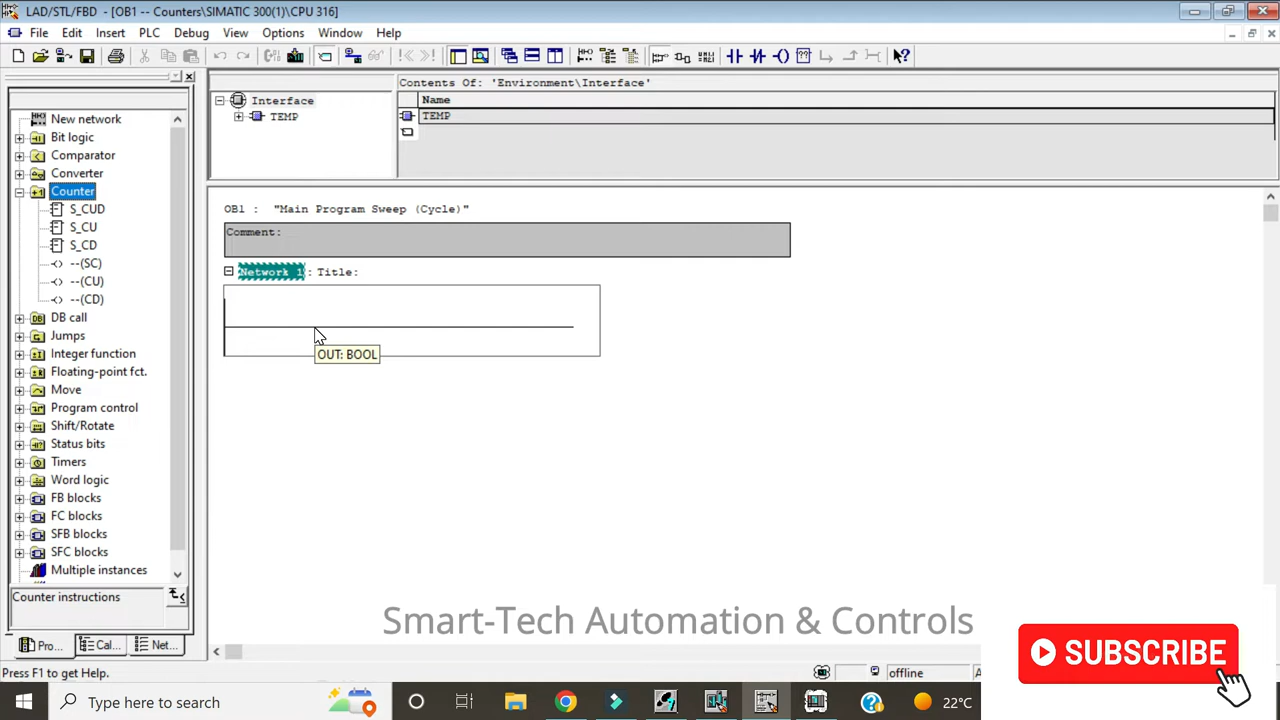 LAD/STL/FBD - [OB1 -- Counters\SIMATIC 300(1)\CPU 316]
File Edit Insert PLC Debug View Options Window Help
Contents Of: 'Environment\Interface'
Interface
TEMP
Name
TEMP
New network
Bit logic
Comparator
Converter
Counter
S_CUD
S_CU
S_CD
--(SC)
--(CU)
--(CD)
DB call
Jumps
Integer function
Floating-point fct.
Move
Program control
Shift/Rotate
Status bits
Timers
Word logic
FB blocks
FC blocks
SFB blocks
SFC blocks
Multiple instances
Counter instructions
Pro... Cal... Net...
OB1 : "Main Program Sweep (Cycle)"
Comment:
Network 1: Title:
OUT: BOOL
Smart-Tech Automation & Controls
SUBSCRIBE
Press F1 to get Help.
offline
Type here to search
22°C